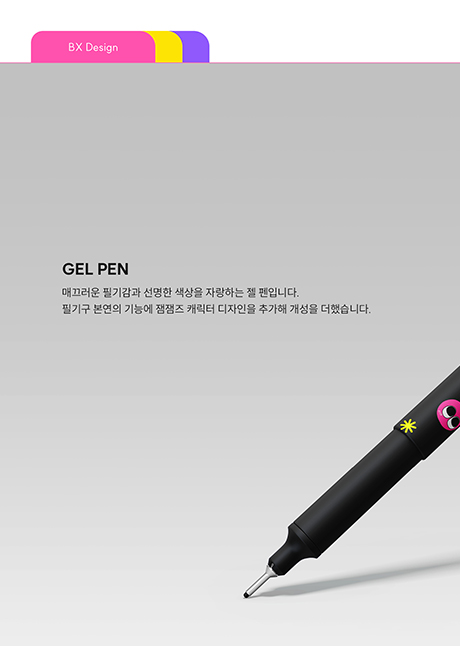 BX Design
GEL PEN
매끄러운 필기감과 선명한 색상을 자랑하는 젤 펜입니다.
필기구 본연의 기능에 잼잼즈 캐릭터 디자인을 추가해 개성을 더했습니다.